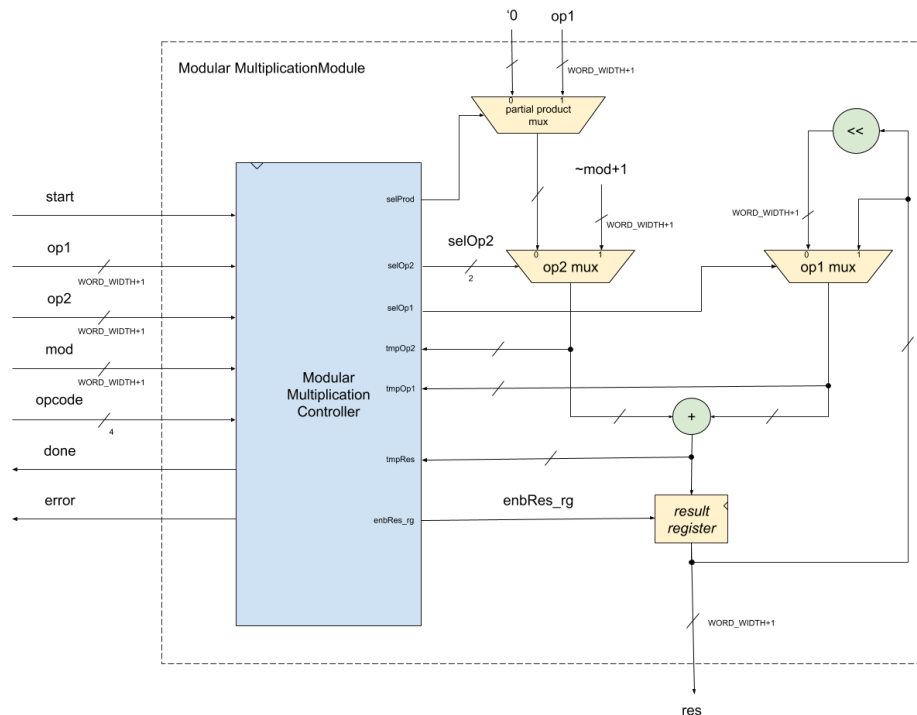 '0
op1
Modular MultiplicationModule
WORD_WIDTH+1
0
1
partial product
mux
<<
~mod+1
start
selProd
WORD_WIDTH+1
WORD_WIDTH+1
op1
WORD_WIDTH+1
selOp2
selOp2
2
0
1
op2 mux
0
1
op1 mux
op2
WORD_WIDTH+1
selOp1
mod
WORD_WIDTH+1
tmpOp2
Modular
Multiplication
Controller
tmpOp1
opcode
4
+
done
tmpRes
error
enbRes_rg
enbRes_rg
result
register
WORD_WIDTH+1
res